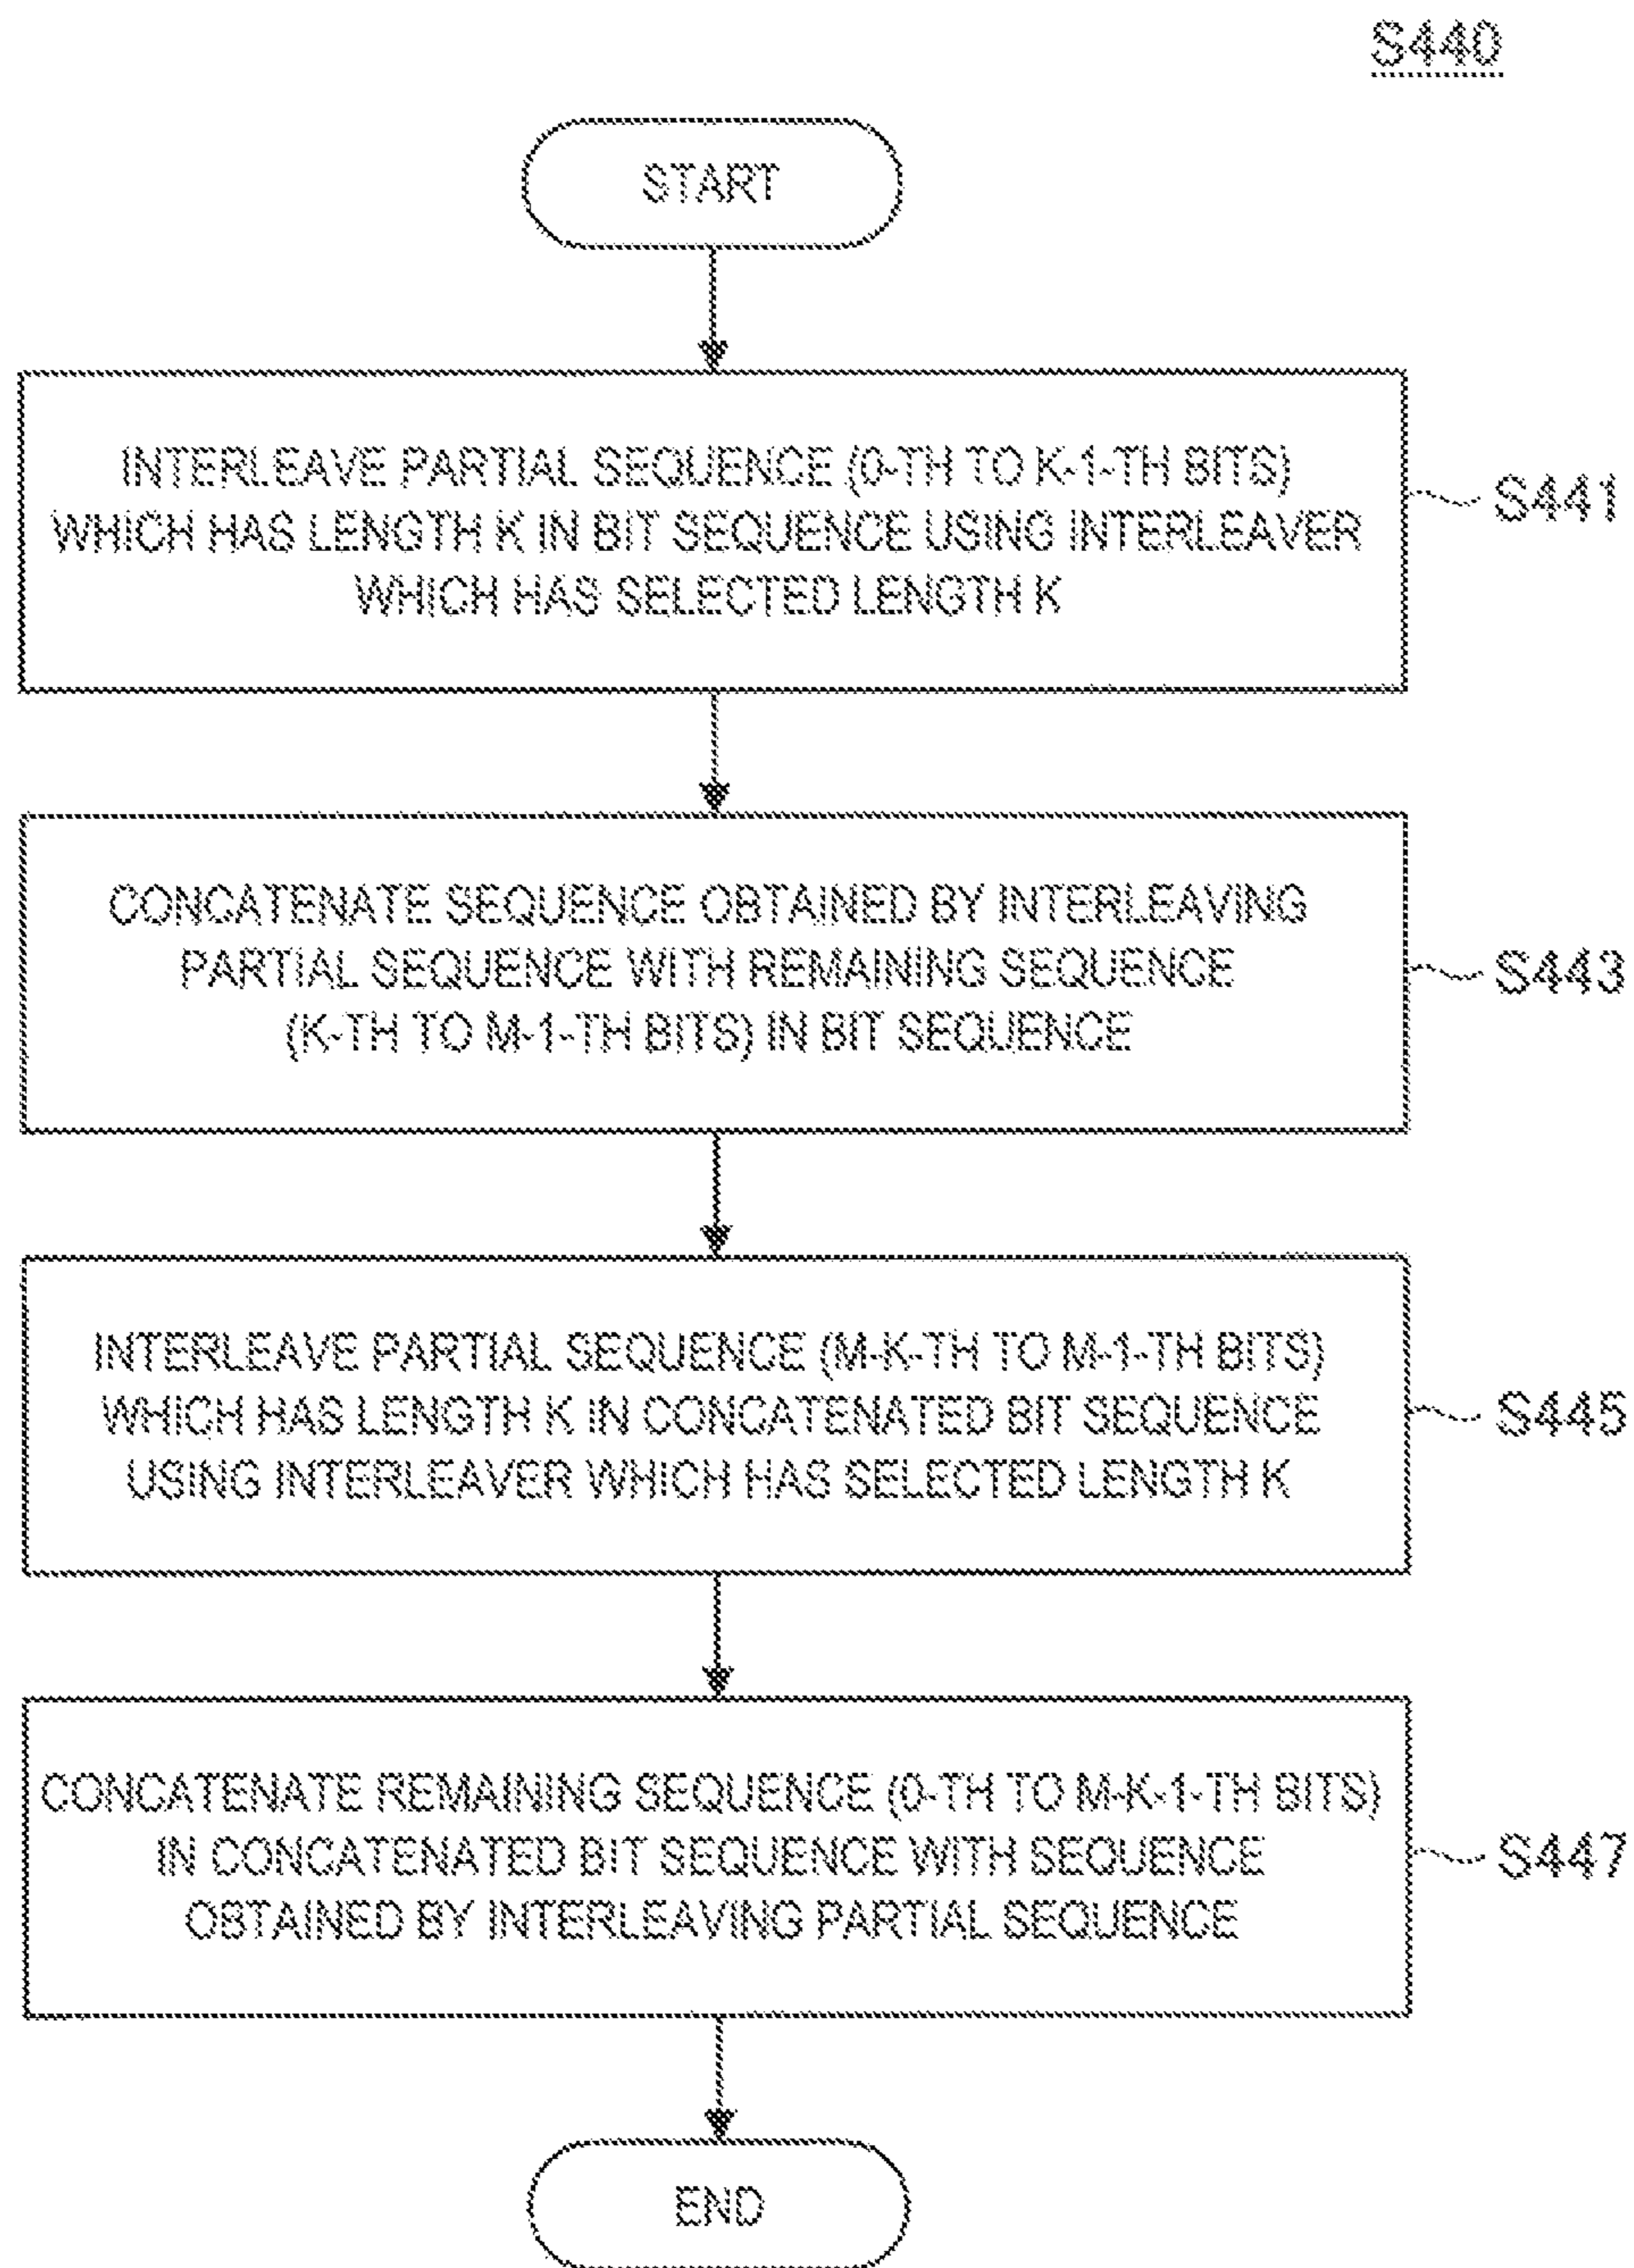 S440
START
INTERLEAVE PARTIAL SEQUENCE (0-TH TO K-1-TH BITS)
WHICH HAS LENGTH K IN BIT SEQUENCE USING INTERLEAVER
WHICH HAS SELECTED LENGTH K
S441
CONCATENATE SEQUENCE OBTAINED BY INTERLEAVING
PARTIAL SEQUENCE WITH REMAINING SEQUENCE
(K-TH TO M-1-TH BITS) IN BIT SEQUENCE
S443
INTERLEAVE PARTIAL SEQUENCE (M-K-TH TO M-1-TH BITS)
WHICH HAS LENGTH K IN CONCATENATED BIT SEQUENCE
USING INTERLEAVER WHICH HAS SELECTED LENGTH K
S445
CONCATENATE REMAINING SEQUENCE (0-TH TO M-K-1-TH BITS)
IN CONCATENATED BIT SEQUENCE WITH SEQUENCE
OBTAINED BY INTERLEAVING PARTIAL SEQUENCE
S447
END